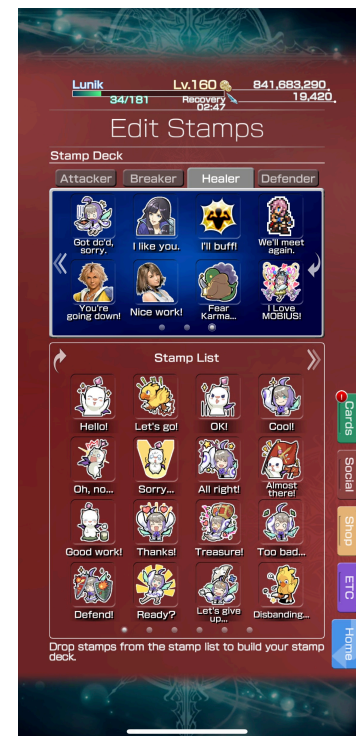 Lunik Lv.160 841,683,290
34/181 Recovery 19,420
02:47
Edit Stamps
Stamp Deck
Attacker Breaker Healer Defender
Got dc'd, sorry.
I like you.
I'll buff!
We'll meet again.
You're going down!
Nice work!
Fear Karma...
I Love MOBIUS!
Stamp List
Hello! Let's go! OK! Cool!
Oh, no... Sorry... All right! Almost there!
Good work! Thanks! Treasure! Too bad...
Defend! Ready? Let's give up... Disbanding...
Drop stamps from the stamp list to build your stamp
deck.
Cards
Social
Shop
ETC
Home